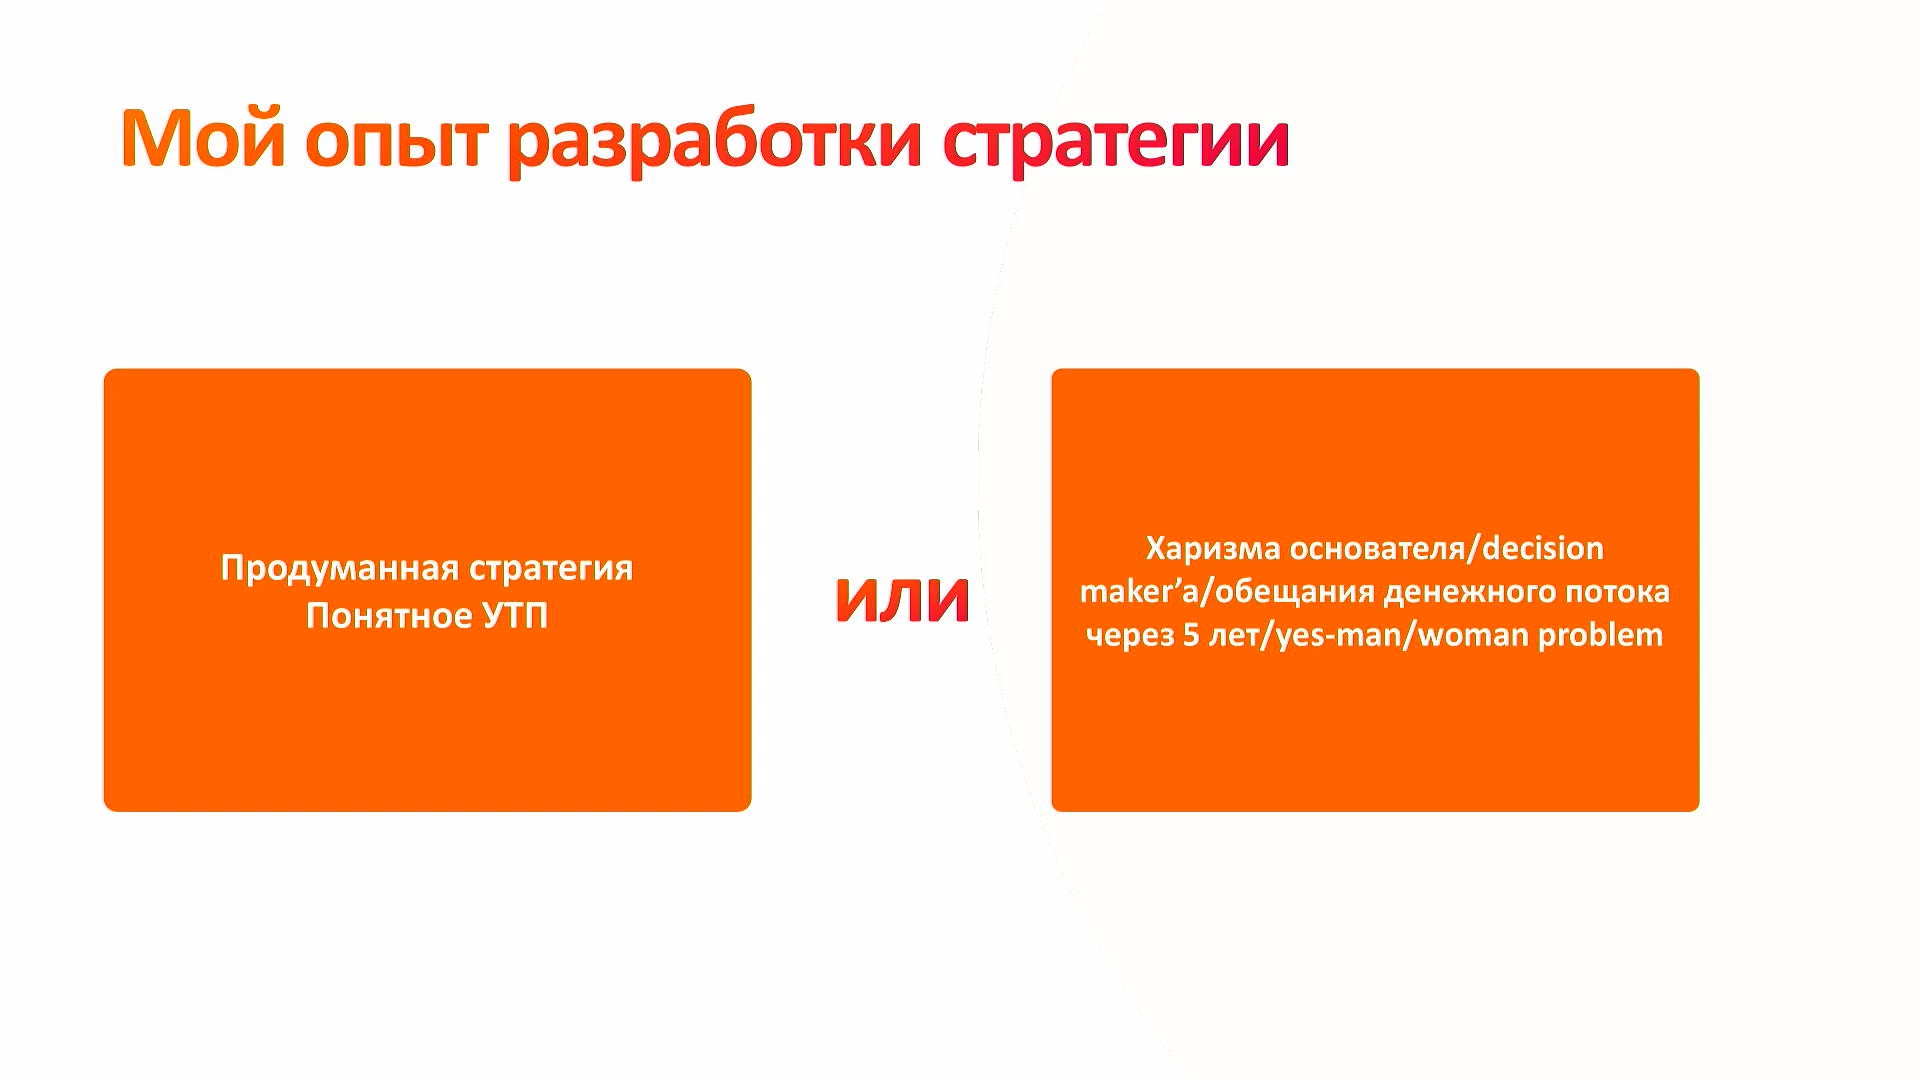 Мой опыт разработки стратегии
Продуманная стратегия
Понятное УТП
или
Харизма основателя/decision
maker’а/обещания денежного потока
через 5 лет/yes-man/woman problem